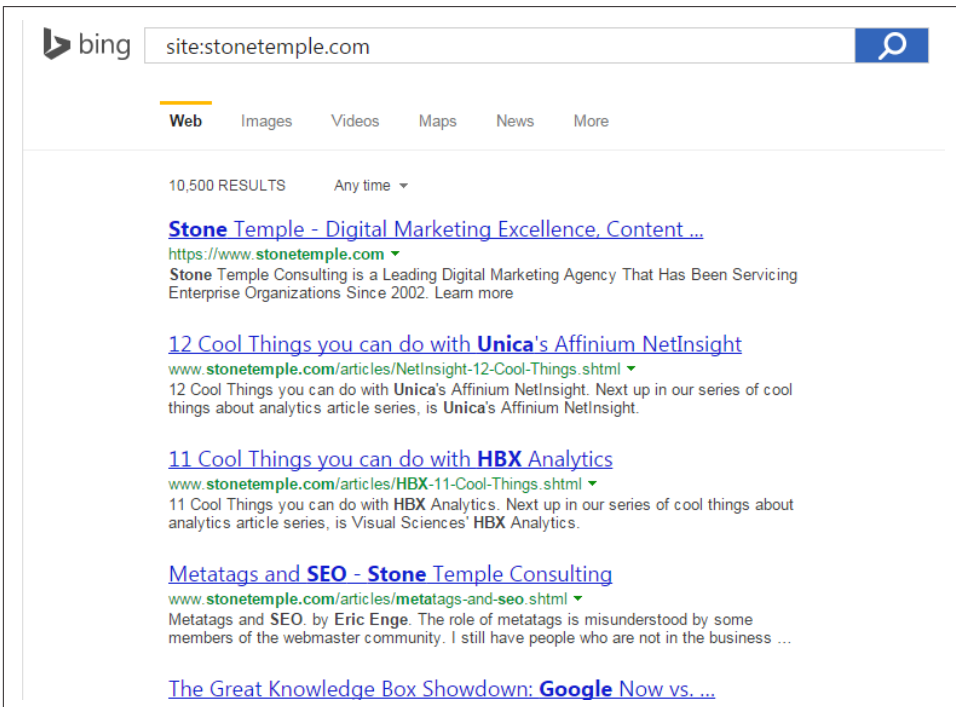 bing
site:stonetemple.com
Web Images Videos Maps News More
10,500 RESULTS Any time
Stone Temple - Digital Marketing Excellence, Content ...
https://www.stonetemple.com
Stone Temple Consulting is a Leading Digital Marketing Agency That Has Been Servicing
Enterprise Organizations Since 2002. Learn more
12 Cool Things you can do with Unica's Affinium NetInsight
www.stonetemple.com/articles/NetInsight-12-Cool-Things.shtml
12 Cool Things you can do with Unica's Affinium NetInsight. Next up in our series of cool
things about analytics article series, is Unica's Affinium NetInsight.
11 Cool Things you can do with HBX Analytics
www.stonetemple.com/articles/HBX-11-Cool-Things.shtml
11 Cool Things you can do with HBX Analytics. Next up in our series of cool things about
analytics article series, is Visual Sciences' HBX Analytics.
Metatags and SEO - Stone Temple Consulting
www.stonetemple.com/articles/metatags-and-seo.shtml
Metatags and SEO. by Eric Enge. The role of metatags is misunderstood by some
members of the webmaster community. I still have people who are not in the business ...
The Great Knowledge Box Showdown: Google Now vs. ...